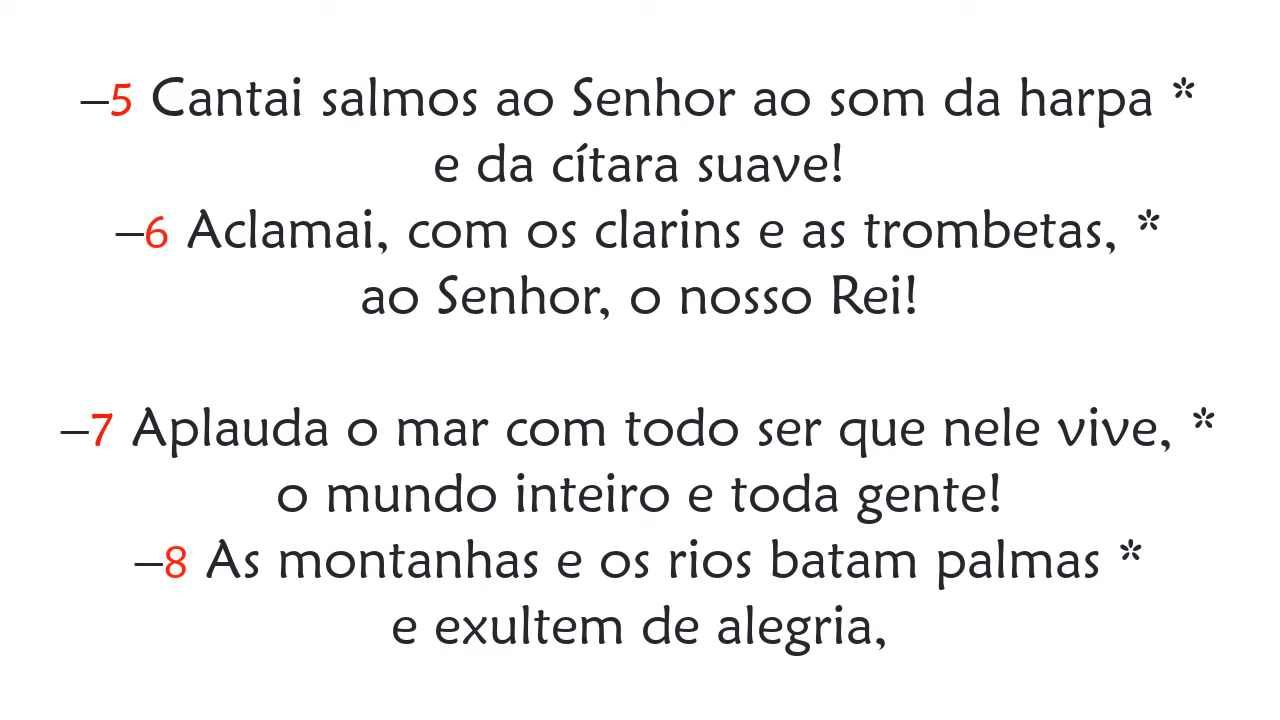 –5 Cantai salmos ao Senhor ao som da harpa *
e da cítara suave!
–6 Aclamai, com os clarins e as trombetas, *
ao Senhor, o nosso Rei!
–7 Aplauda o mar com todo ser que nele vive, *
o mundo inteiro e toda gente!
–8 As montanhas e os rios batam palmas *
e exultem de alegria,